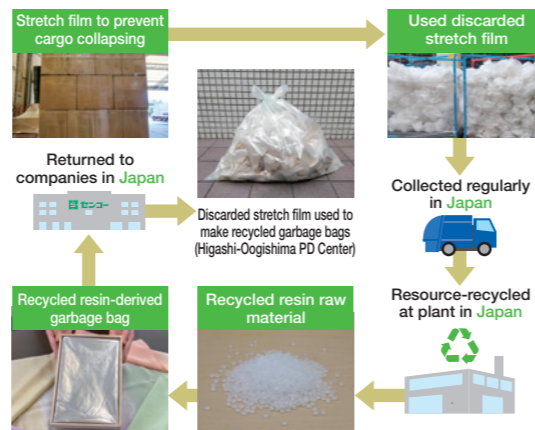 Stretch film to prevent
cargo collapsing
Used discarded
stretch film
Returned to
companies in Japan
センコー
Discarded stretch film used to
make recycled garbage bags
(Higashi-Oogishima PD Center)
Collected regularly
in Japan
Resource-recycled
at plant in Japan
Recycled resin raw
material
Recycled resin-derived
garbage bag